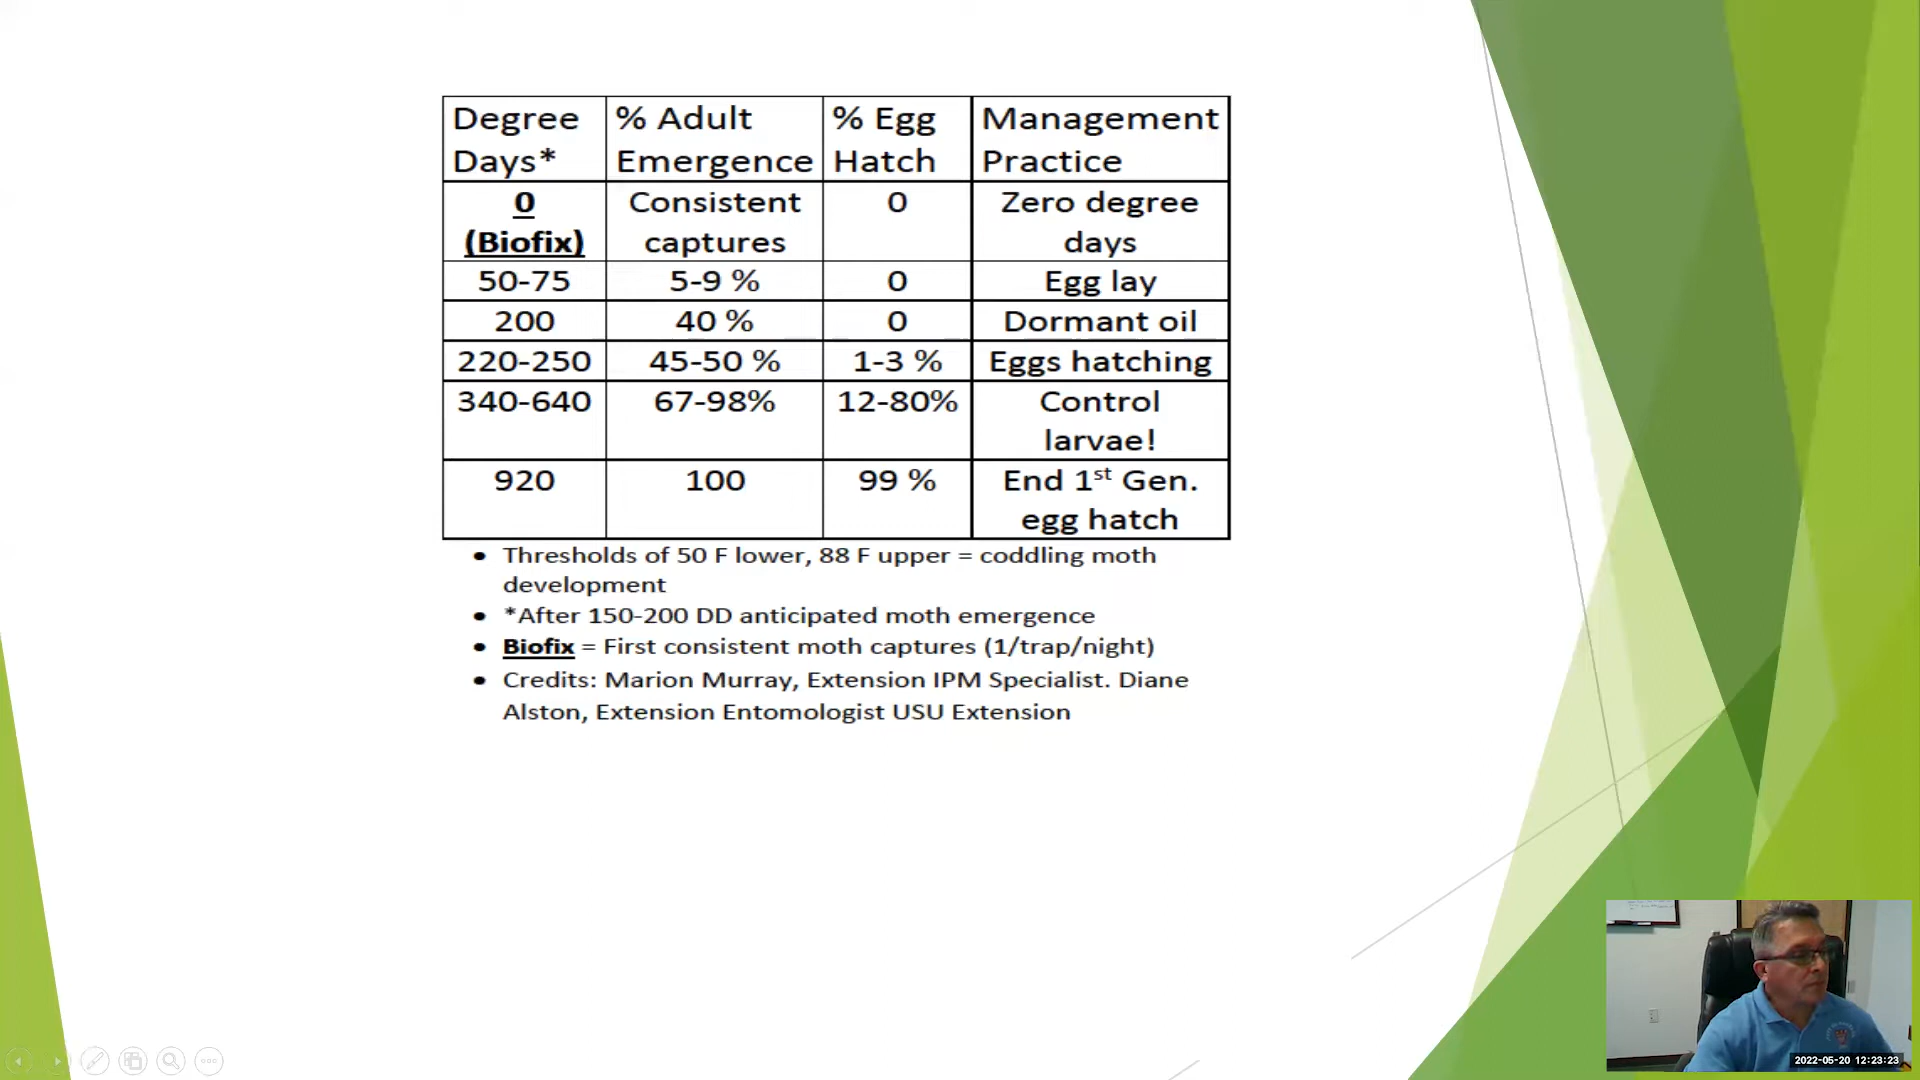 Degree Days*
% Adult Emergence
% Egg Hatch
Management Practice
0 (Biofix)
Consistent captures
0
Zero degree days
50-75
5-9 %
0
Egg lay
200
40 %
0
Dormant oil
220-250
45-50 %
1-3 %
Eggs hatching
340-640
67-98%
12-80%
Control larvae!
920
100
99 %
End 1st Gen. egg hatch
• Thresholds of 50 F lower, 88 F upper = coddling moth
development
• *After 150-200 DD anticipated moth emergence
• Biofix = First consistent moth captures (1/trap/night)
• Credits: Marion Murray, Extension IPM Specialist. Diane
Alston, Extension Entomologist USU Extension
2022-05-20 12:23:23